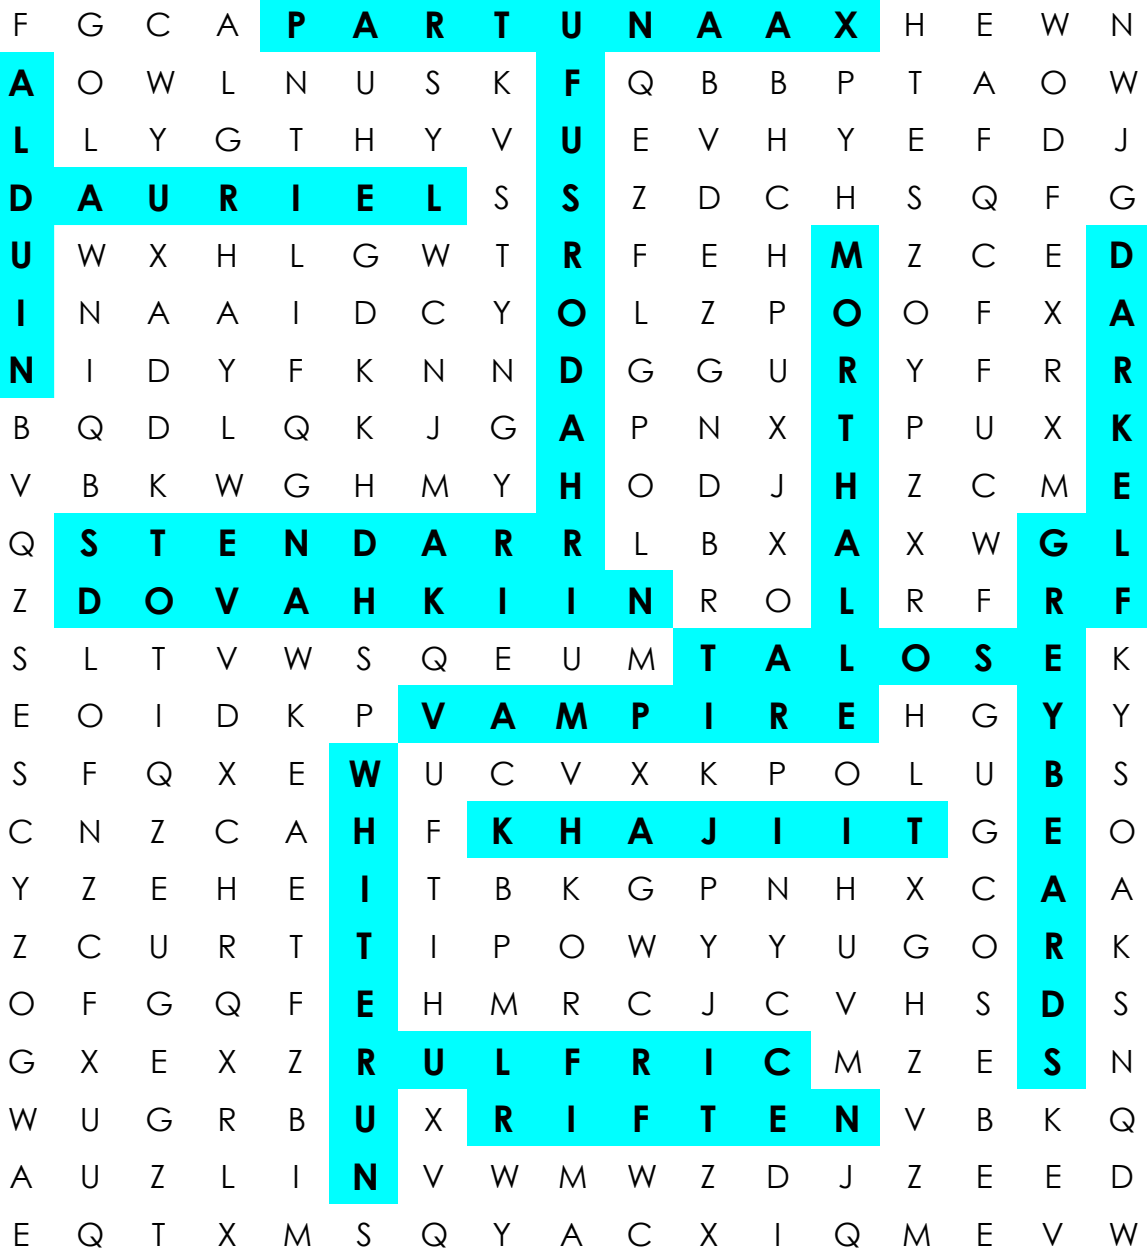 F G C A P A R T U N A A X H E W N
A O W L N U S K F Q B B P T A O W
L L Y G T H Y V U E V H Y E F D J
D A U R I E L S S Z D C H S Q F G
U W X H L G W T R F E H M Z C E D
I N A A I D C Y O L Z P O O F X A
N I D Y F K N N D G G U R Y F R R
B Q D L Q K J G A P N X T P U X K
V B K W G H M Y H O D J H Z C M E
Q S T E N D A R R L B X A X W G L
Z D O V A H K I I N R O L R F R F
S L T V W S Q E U M T A L O S E K
E O I D K P V A M P I R E H G Y Y
S F Q X E W U C V X K P O L U B S
C N Z C A H F K H A J I I T G E O
Y Z E H E I T B K G P N H X C A A
Z C U R T T I P O W Y Y U G O R K
O F G Q F E H M R C J C V H S D S
G X E X Z R U L F R I C M Z E S N
W U G R B U X R I F T E N V B K Q
A U Z L I N V W M W Z D J Z E E D
E Q T X M S Q Y A C X I Q M E V W